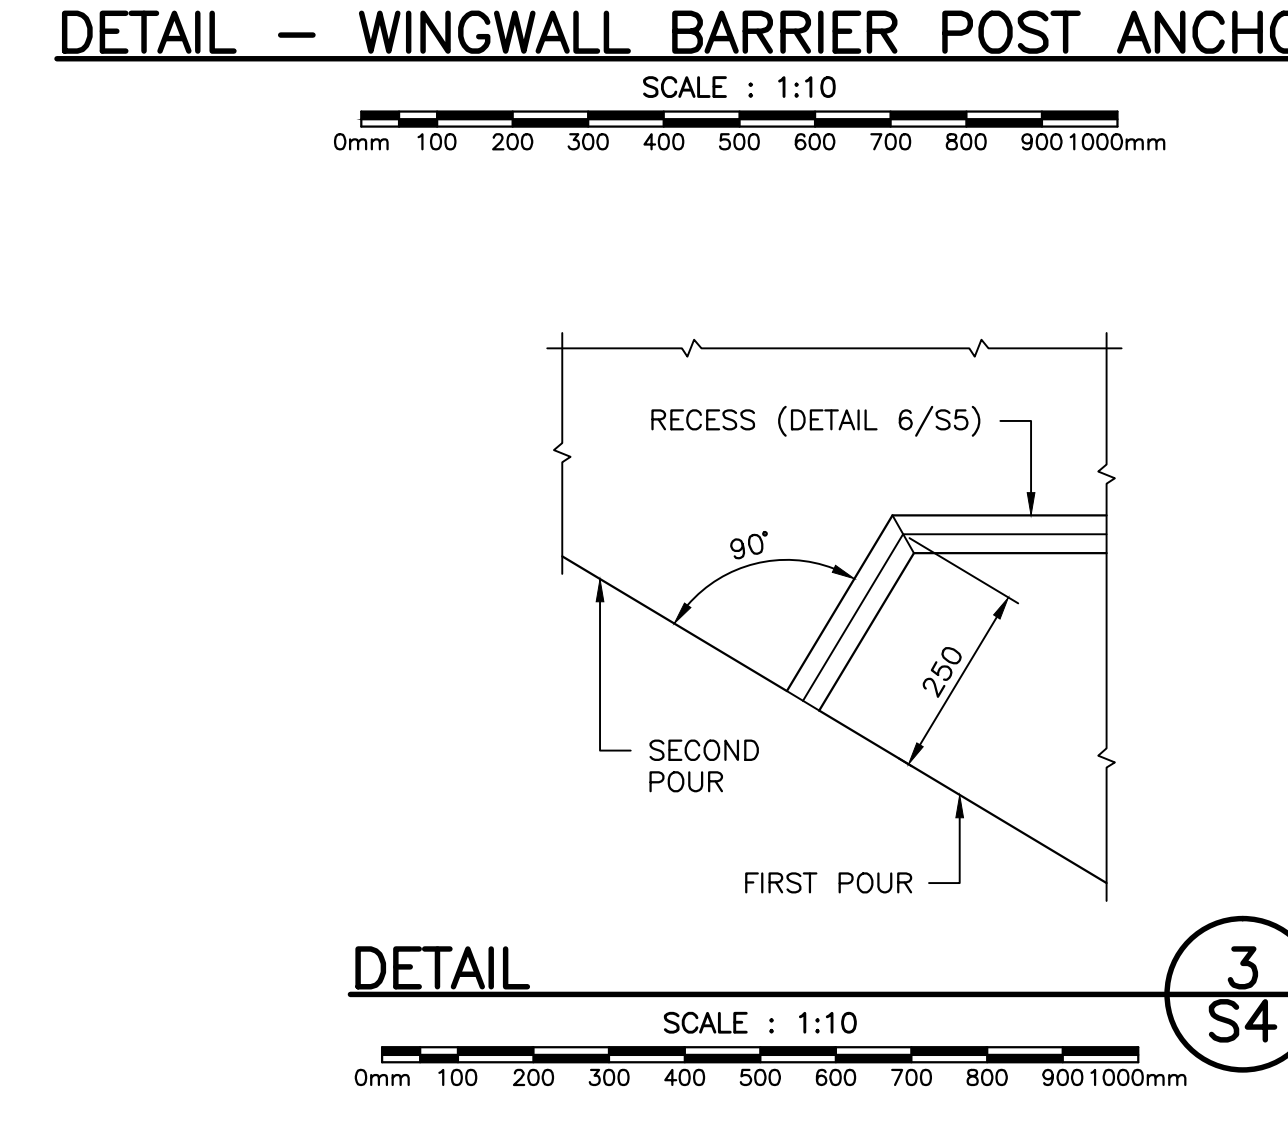 DETAIL – WINGWALL BARRIER POST
SCALE : 1:10
0mm 100 200 300 400 500 600 700 800 900 1000mm
RECESS (DETAIL 6/S5)
90°
250
SECOND
POUR
FIRST POUR
DETAIL
3
S4
SCALE : 1:10
0mm 100 200 300 400 500 600 700 800 900 1000mm